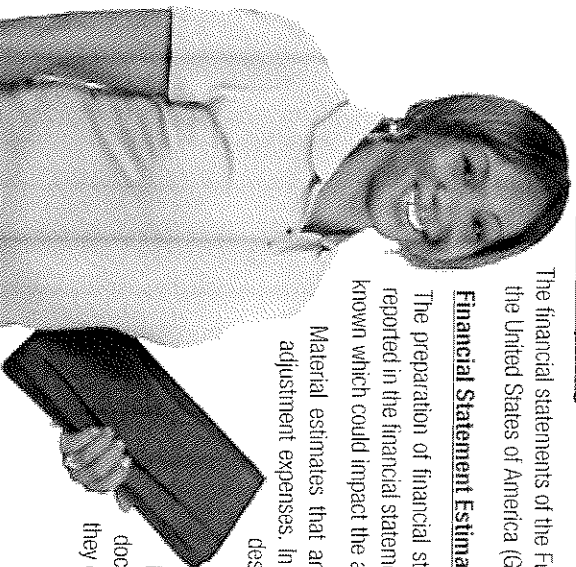 The financial statements of the Fu
the United States of America (G
Financial Statement Estima
The preparation of financial st
reported in the financial statem
known which could impact the a
Material estimates that ar
adjustment expenses. In
des
doc
they